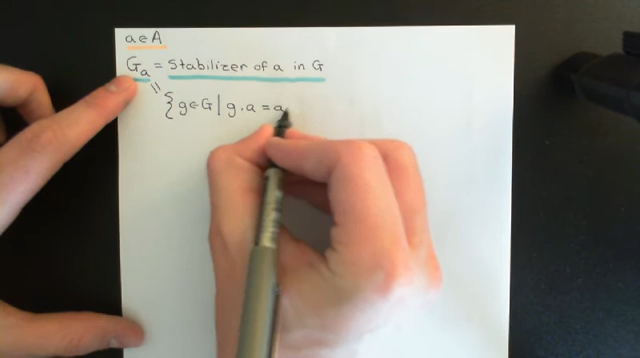 a∈A
Gₐ = Stabilizer of a in G
= {g∈G | g.a = a